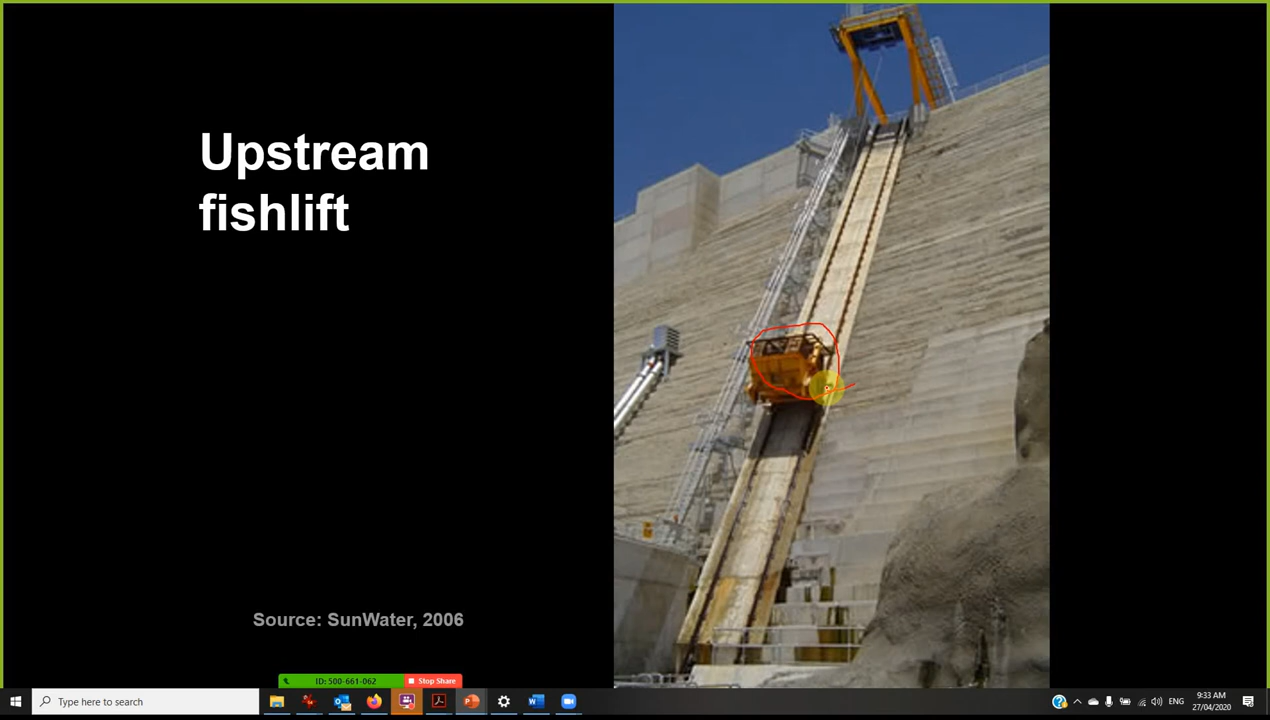 Upstream
fishlift
Source: SunWater, 2006
ID: 500-661-062
Stop Share
Type here to search
ENG
9:33 AM
27/04/2020